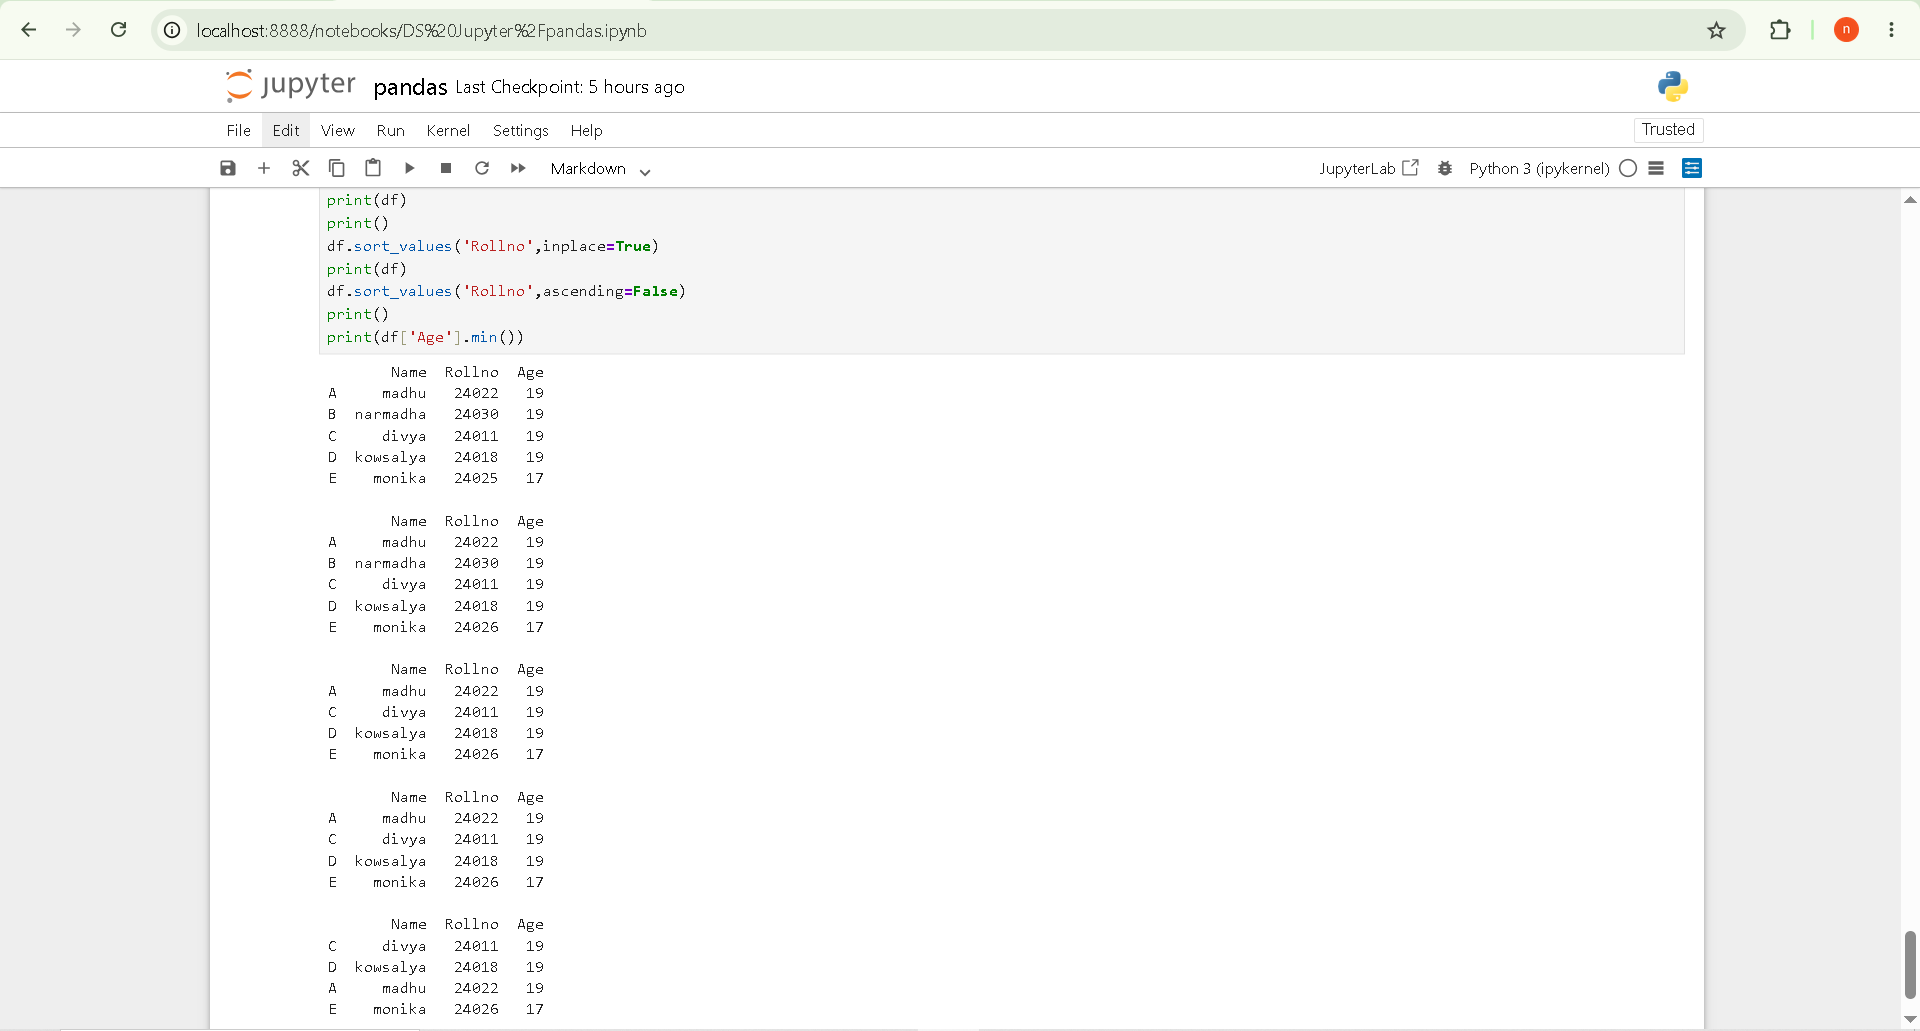 localhost:8888/notebooks/DS%20Jupyter%2Fpandas.ipynb
n
jupyter pandas Last Checkpoint: 5 hours ago
File Edit View Run Kernel Settings Help
Trusted
Markdown
JupyterLab
Python 3 (ipykernel)
print(df)
print()
df.sort_values('Rollno',inplace=True)
print(df)
df.sort_values('Rollno',ascending=False)
print()
print(df['Age'].min())
Name Rollno Age
A madhu 24022 19
B narmadha 24030 19
C divya 24011 19
D kowsalya 24018 19
E monika 24025 17
Name Rollno Age
A madhu 24022 19
B narmadha 24030 19
C divya 24011 19
D kowsalya 24018 19
E monika 24026 17
Name Rollno Age
A madhu 24022 19
C divya 24011 19
D kowsalya 24018 19
E monika 24026 17
Name Rollno Age
A madhu 24022 19
C divya 24011 19
D kowsalya 24018 19
E monika 24026 17
Name Rollno Age
C divya 24011 19
D kowsalya 24018 19
A madhu 24022 19
E monika 24026 17